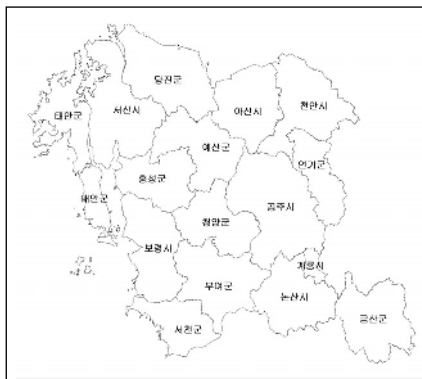 당진군
태안군
서산시
아산시
천안시
예산군
연기군
홍성군
태안군
공주시
청양군
보령시
계룡시
부여군
논산시
서천군
금산군